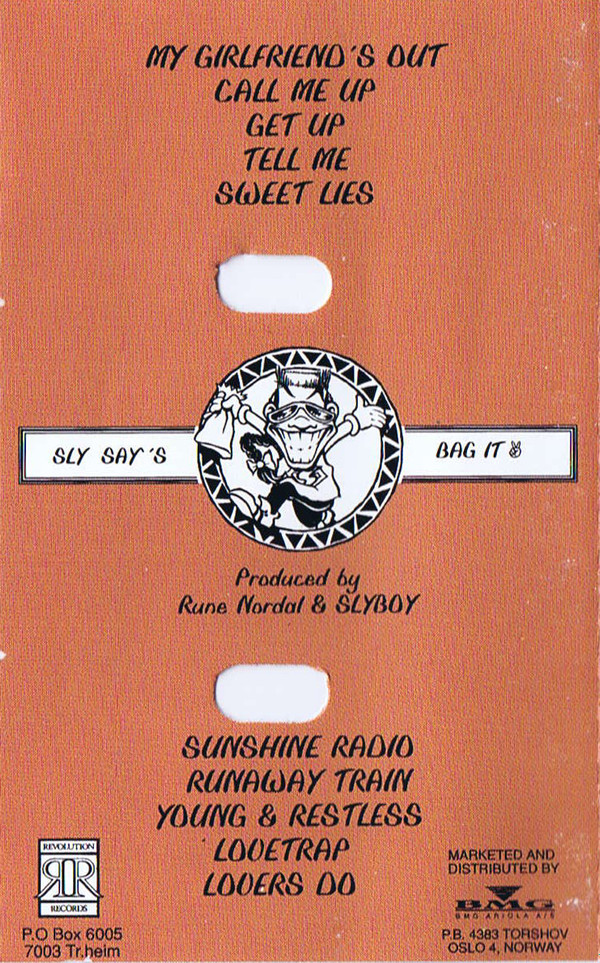 MY GIRLFRIEND'S OUT
CALL ME UP
GET UP
TELL ME
SWEET LIES
SLY SAY'S
BAG IT
Produced by
Rune Nordal & SLYBOY
SUNSHINE RADIO
RUNAWAY TRAIN
YOUNG & RESTLESS
LOVETRAP
LOVERS DO
REVOLUTION
RR
RECORDS
P.O Box 6005
7003 Tr.heim
MARKETED AND
DISTRIBUTED BY
BMG
BMG ARIOLA A/S
P.B. 4383 TORSHOV
OSLO 4, NORWAY